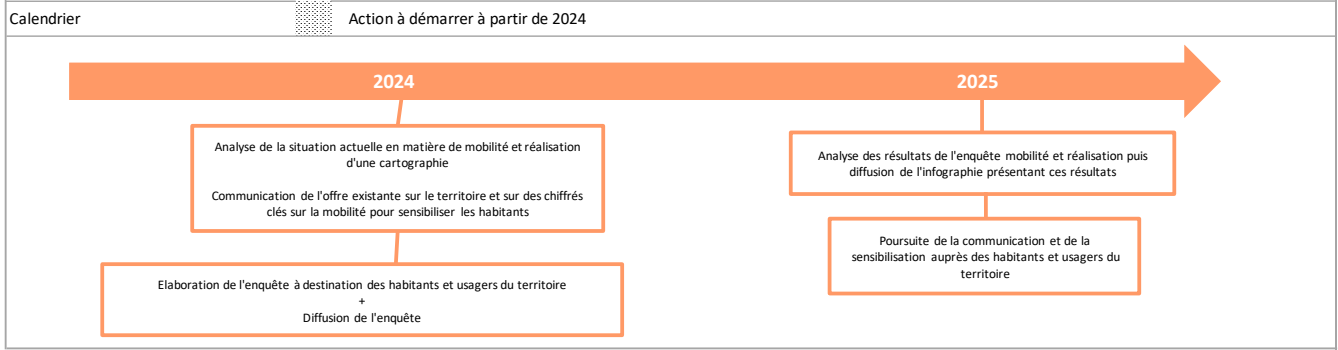 Calendrier
Action à démarrer à partir de 2024
2024
2025
Analyse de la situation actuelle en matière de mobilité et réalisation
d'une cartographie
Communication de l'offre existante sur le territoire et sur des chiffrés
clés sur la mobilité pour sensibiliser les habitants
Elaboration de l'enquête à destination des habitants et usagers du territoire
+
Diffusion de l'enquête
Analyse des résultats de l'enquête mobilité et réalisation puis
diffusion de l'infographie présentant ces résultats
Poursuite de la communication et de la
sensibilisation auprès des habitants et usagers du
territoire